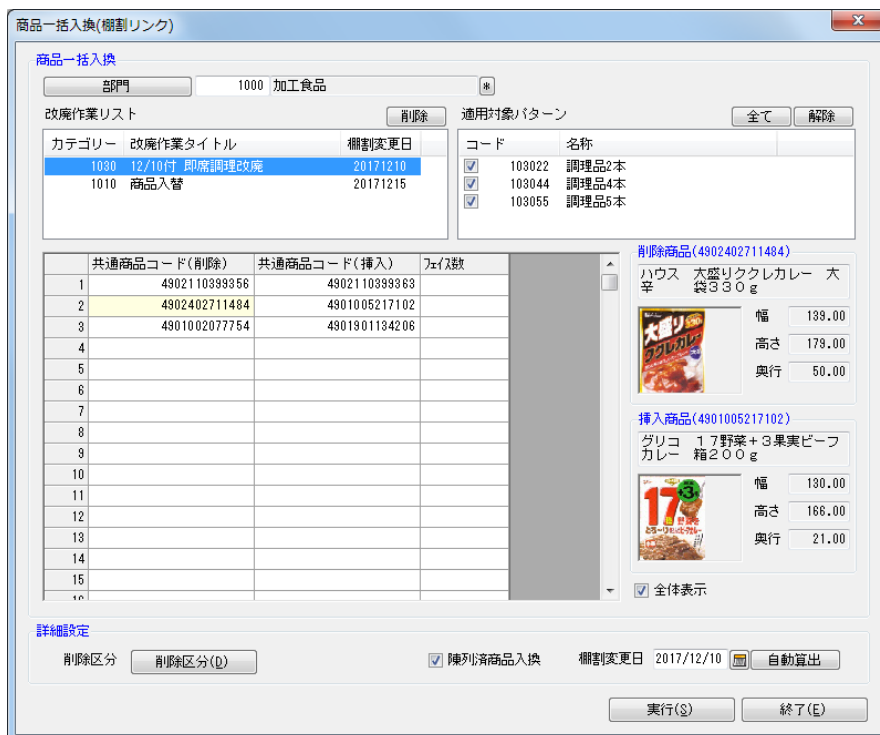 商品一括入換(棚割リンク)
商品一括入換
部門 1000 加工食品 *
改廃作業リスト 削除 適用対象パターン 全て 解除
カテゴリー 改廃作業タイトル 棚割変更日 コード 名称
1030 12/10付 即席調理改廃 20171210 103022 調理品2本
1010 商品入替 20171215 103044 調理品4本
103055 調理品5本
共通商品コード(削除) 共通商品コード(挿入) フェイス数
1 4902110399356 4902110399363
2 4902402711484 4901005217102
3 4901002077754 4901901134206
4
5
6
7
8
9
10
11
12
13
14
15
削除商品(4902402711484)
ハウス 大盛りククレカレー 大
辛 袋330g
大盛り
ククレカレー
幅 139.00
高さ 179.00
奥行 50.00
挿入商品(4901005217102)
グリコ 17野菜+3果実ビーフ
カレー 箱200g
17
幅 130.00
高さ 166.00
奥行 21.00
全体表示
詳細設定
削除区分 削除区分(D) 陳列済商品入換 棚割変更日 2017/12/10 自動算出
実行(S) 終了(E)